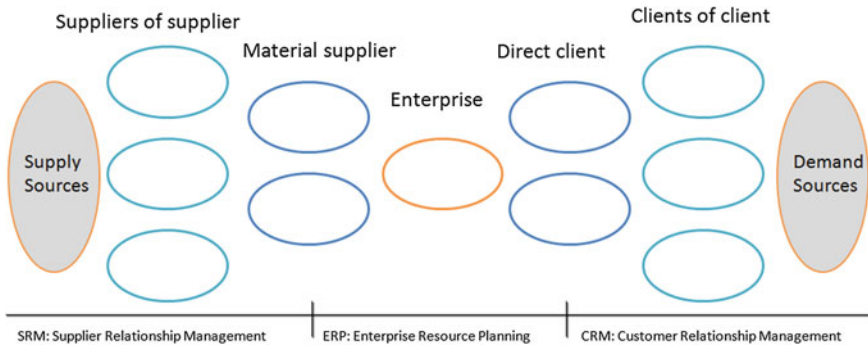 Suppliers of supplier
Material supplier
Enterprise
Direct client
Clients of client
Supply
Sources
Demand
Sources
SRM: Supplier Relationship Management
ERP: Enterprise Resource Planning
CRM: Customer Relationship Management